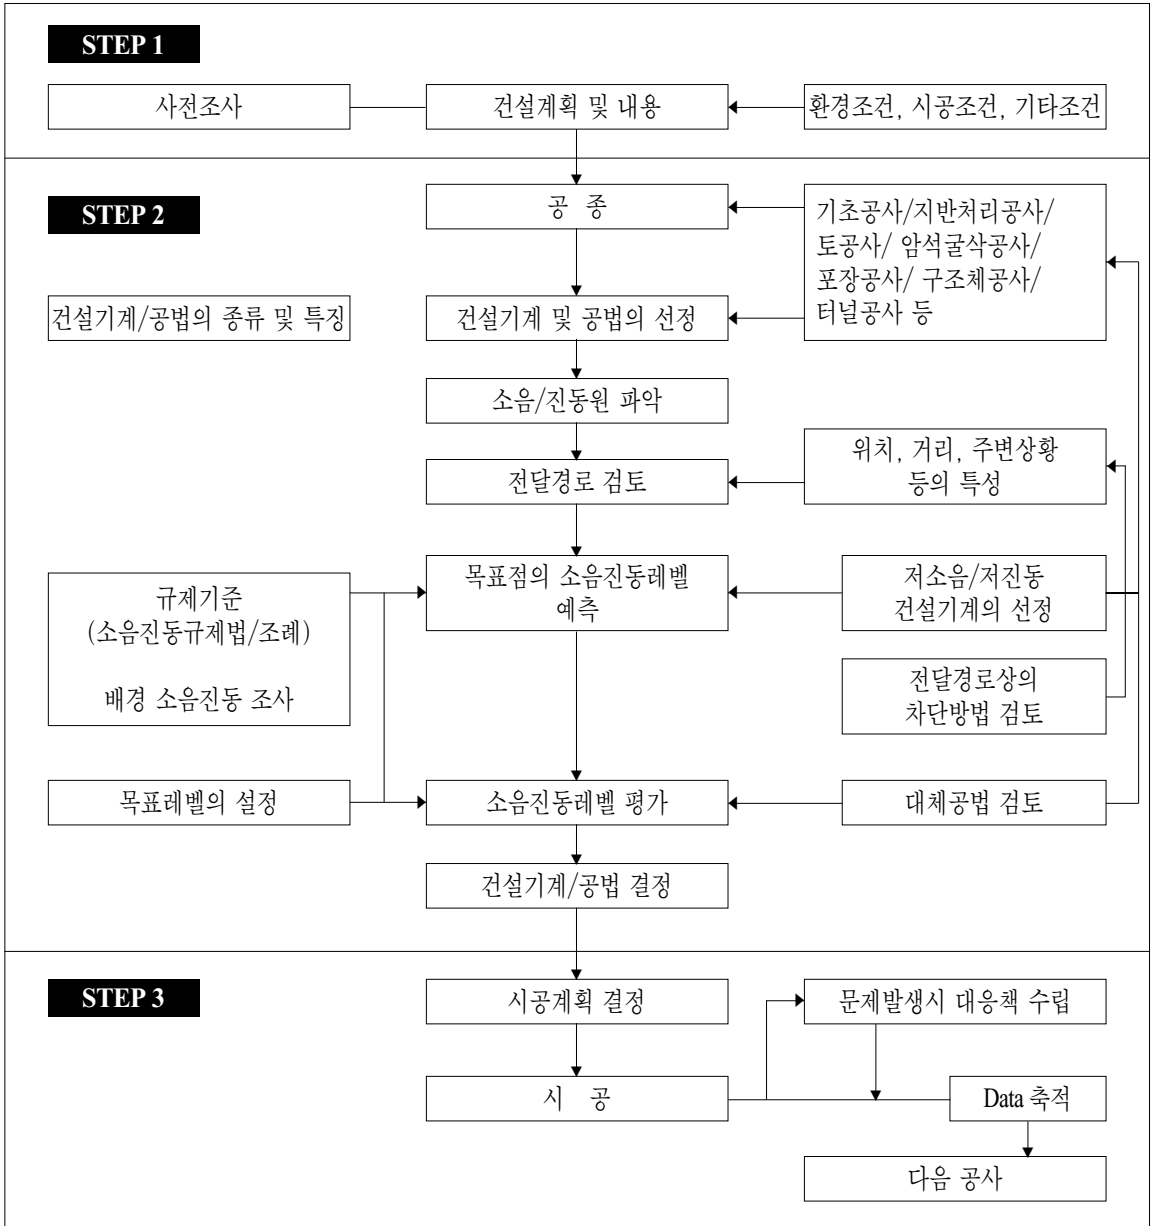 STEP 1
사전조사
건설계획 및 내용
환경조건, 시공조건, 기타조건
STEP 2
공 종
기초공사/지반처리공사/
토공사/ 암석굴삭공사/
포장공사/ 구조체공사/
터널공사 등
건설기계/공법의 종류 및 특징
건설기계 및 공법의 선정
소음/진동원 파악
전달경로 검토
위치, 거리, 주변상황
등의 특성
규제기준
(소음진동규제법/조례)
배경 소음진동 조사
목표점의 소음진동레벨
예측
저소음/저진동
건설기계의 선정
전달경로상의
차단방법 검토
목표레벨의 설정
소음진동레벨 평가
대체공법 검토
건설기계/공법 결정
STEP 3
시공계획 결정
문제발생시 대응책 수립
시 공
Data 축적
다음 공사